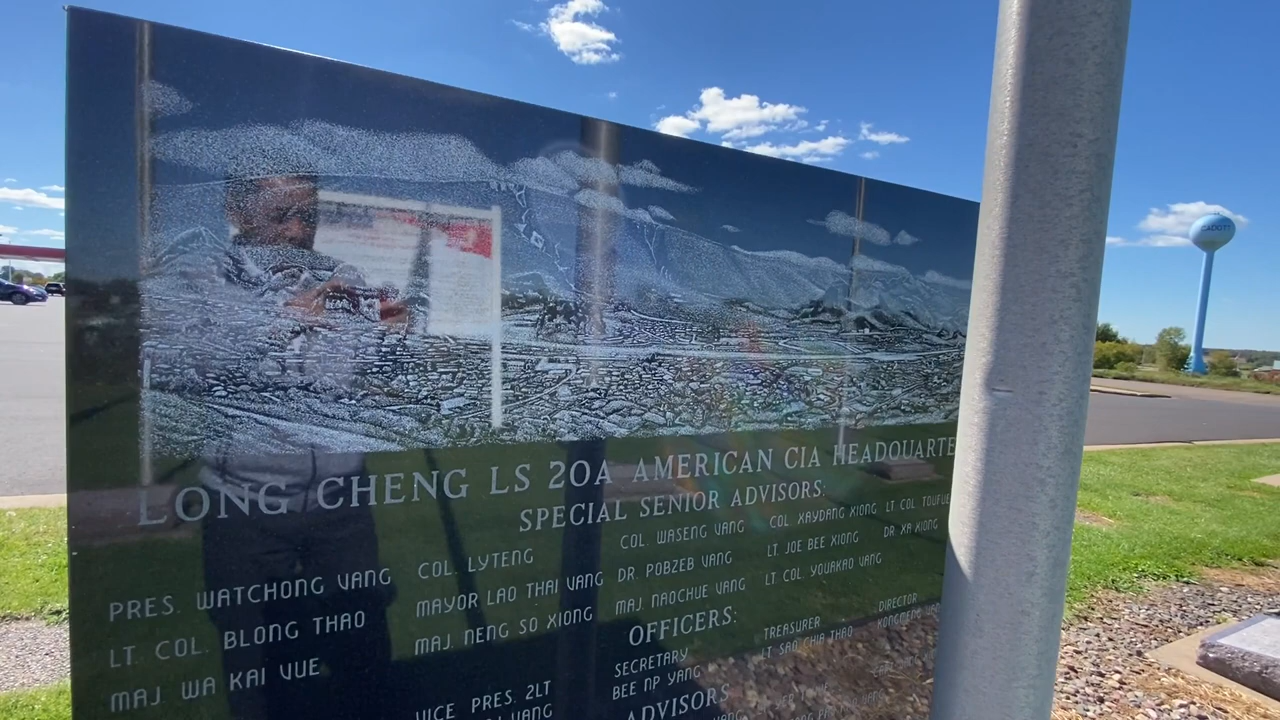 LONG CHENG LS 20A AMERICAN CIA HEADQUARTE
SPECIAL SENIOR ADVISORS:
PRES. WATCHONG VANG COL. LYTENG COL. WASENG VANG COL. XAYDANG XIONG LT COL. TOUFUE
LT. COL. BLONG THAO MAYOR LAO THAI VANG DR. POBZEB VANG LT. JOE BEE XIONG DR XA XIONG
MAJ. WA KAI VUE MAJ. NENG SO XIONG MAJ. NAOCHUE VANG LT. COL. YOUAKAO VANG
OFFICERS:
VICE PRES. 2LT SECRETARY TREASURER DIRECTOR
VANG BEE NP YANG LT SAO CHIA THAO
ADVISORS
CADOTT